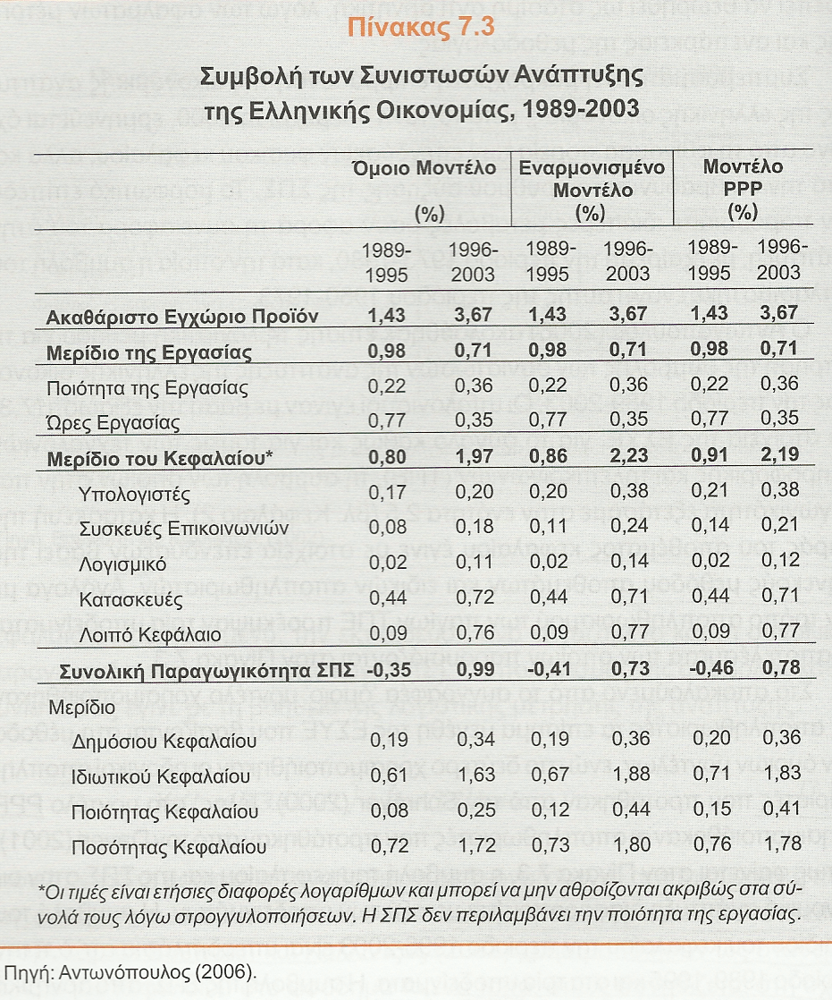 Πίνακας 7.3
Συμβολή των Συνιστωσών Ανάπτυξης
της Ελληνικής Οικονομίας, 1989-2003
Όμοιο Μοντέλο (%) Εναρμονισμένο Μοντέλο (%) Μοντέλο PPP (%)
1989-1995 1996-2003 1989-1995 1996-2003 1989-1995 1996-2003
Ακαθάριστο Εγχώριο Προϊόν 1,43 3,67 1,43 3,67 1,43 3,67
Μερίδιο της Εργασίας 0,98 0,71 0,98 0,71 0,98 0,71
Ποιότητα της Εργασίας 0,22 0,36 0,22 0,36 0,22 0,36
Ώρες Εργασίας 0,77 0,35 0,77 0,35 0,77 0,35
Μερίδιο του Κεφαλαίου* 0,80 1,97 0,86 2,23 0,91 2,19
Υπολογιστές 0,17 0,20 0,20 0,38 0,21 0,38
Συσκευές Επικοινωνιών 0,08 0,18 0,11 0,24 0,14 0,21
Λογισμικό 0,02 0,11 0,02 0,14 0,02 0,12
Κατασκευές 0,44 0,72 0,44 0,71 0,44 0,71
Λοιπό Κεφάλαιο 0,09 0,76 0,09 0,77 0,09 0,77
Συνολική Παραγωγικότητα ΣΠΣ -0,35 0,99 -0,41 0,73 -0,46 0,78
Μερίδιο
Δημόσιου Κεφαλαίου 0,19 0,34 0,19 0,36 0,20 0,36
Ιδιωτικού Κεφαλαίου 0,61 1,63 0,67 1,88 0,71 1,83
Ποιότητας Κεφαλαίου 0,08 0,25 0,12 0,44 0,15 0,41
Ποσότητας Κεφαλαίου 0,72 1,72 0,73 1,80 0,76 1,78
*Οι τιμές είναι ετήσιες διαφορές λογαρίθμων και μπορεί να μην αθροίζονται ακριβώς στα σύ-
νολά τους λόγω στρογγυλοποιήσεων. Η ΣΠΣ δεν περιλαμβάνει την ποιότητα της εργασίας.
Πηγή: Αντωνόπουλος (2006).